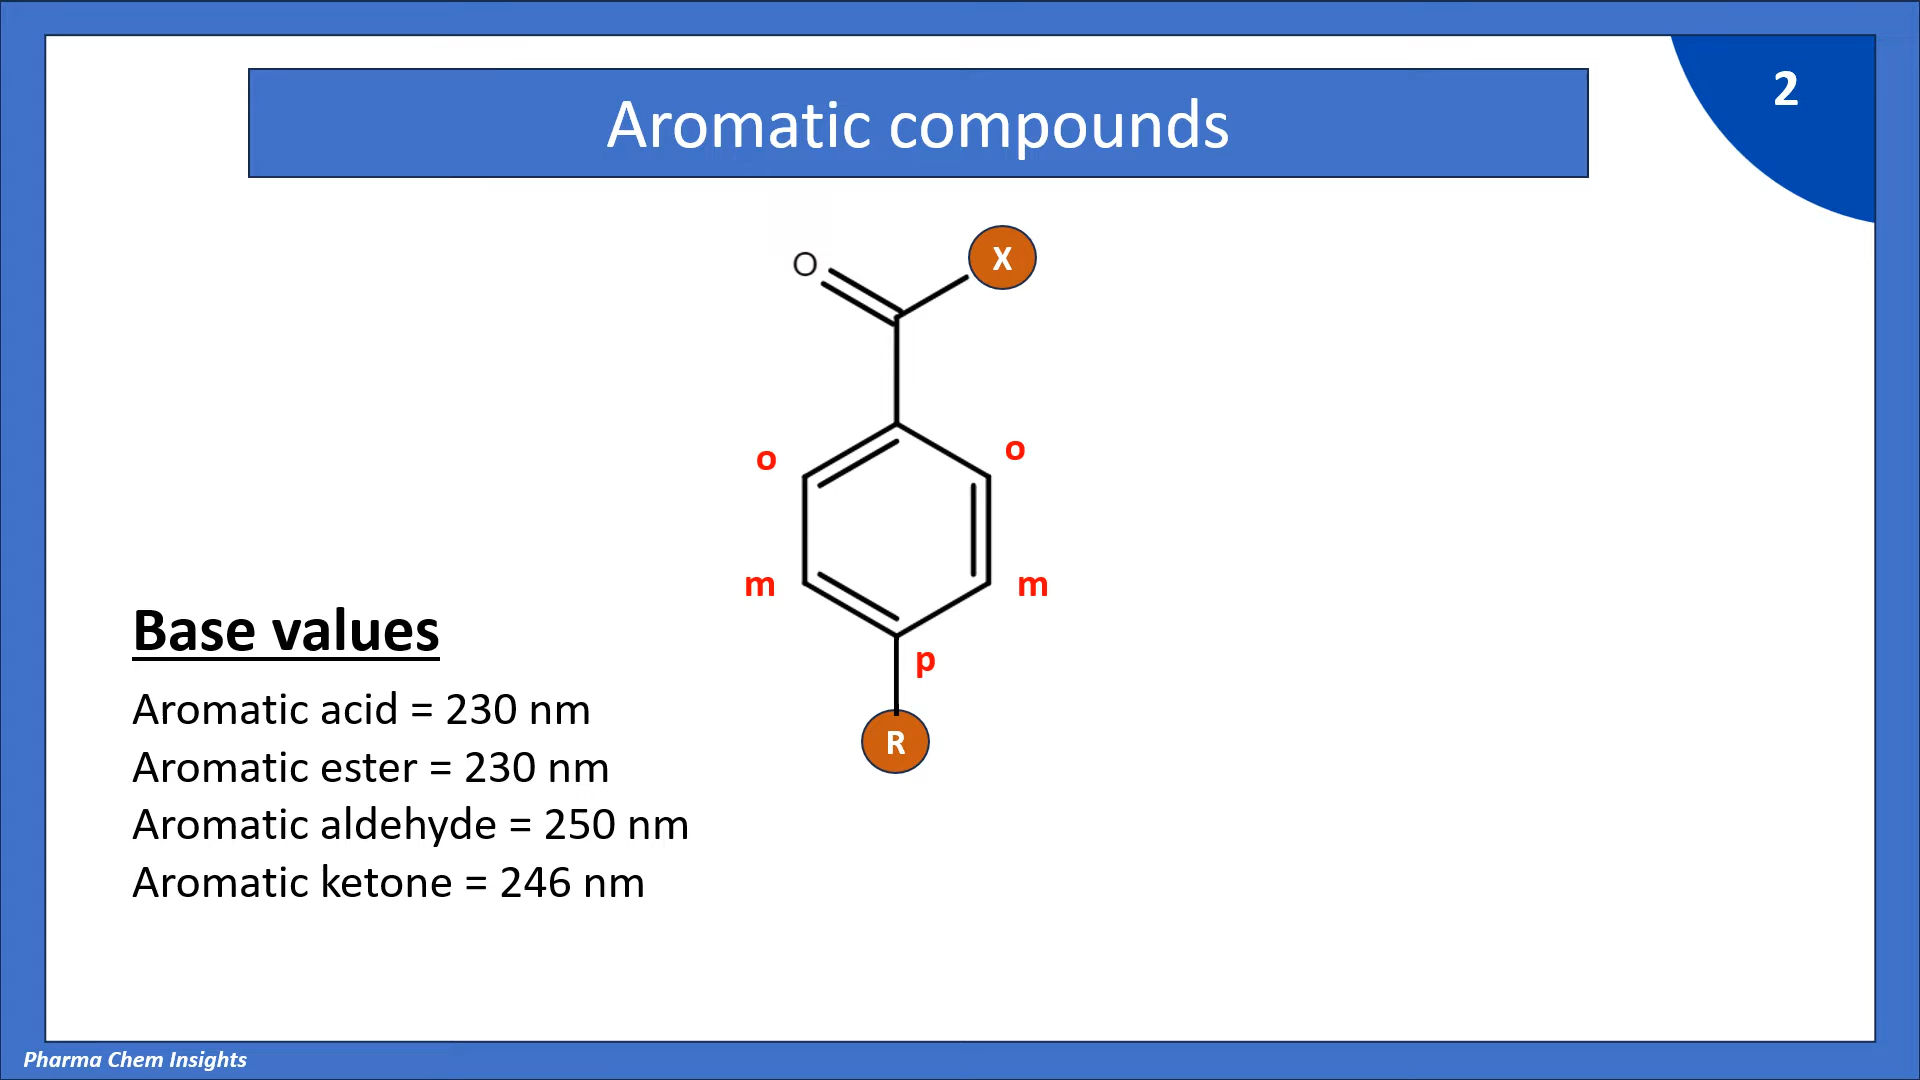 2
Aromatic compounds
O
X
o
o
m
m
p
R
Base values
Aromatic acid = 230 nm
Aromatic ester = 230 nm
Aromatic aldehyde = 250 nm
Aromatic ketone = 246 nm
Pharma Chem Insights